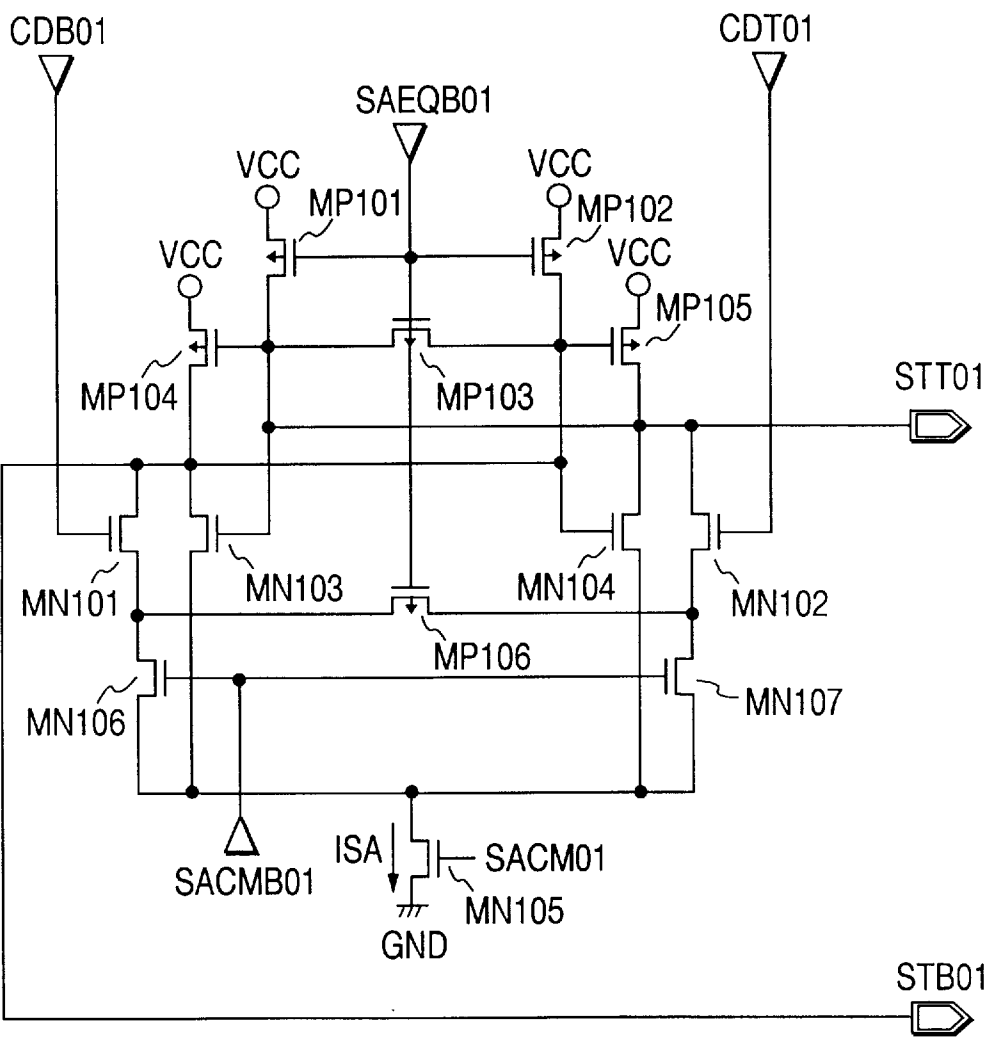 CDB01
CDT01
SAEQB01
VCC
VCC
MP101
MP102
VCC
VCC
MP105
MP104
MP103
STT01
MN101
MN103
MN104
MN102
MP106
MN106
MN107
ISA
SACM01
SACMB01
MN105
GND
STB01